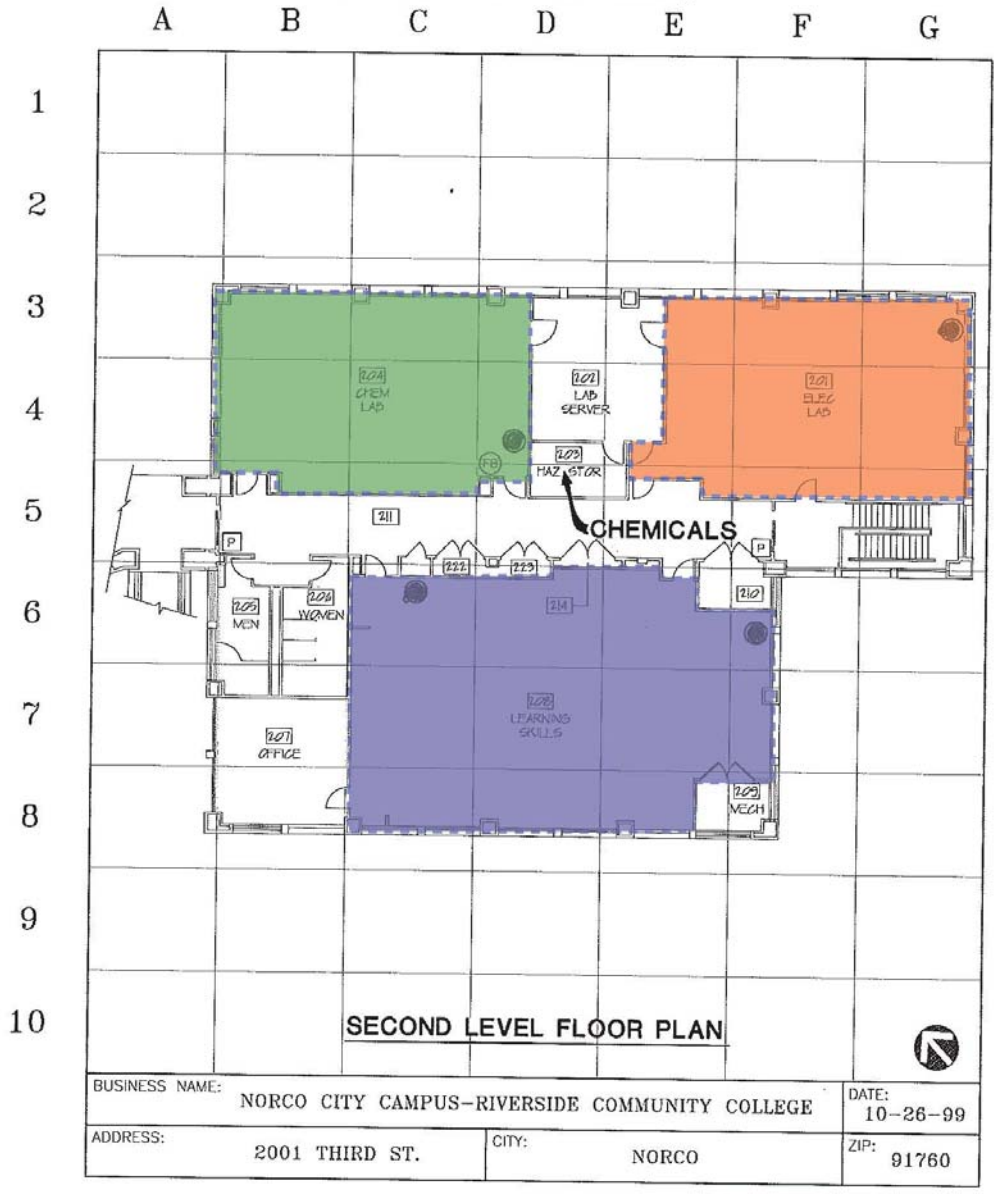 A B C D E F G
1
2
3
4
5
6
7
8
9
10
204
CHEM
LAB
202
LAB
SERVER
201
ELEC
LAB
FB
203
HAZ STOR
CHEMICALS
211
P
P
222
223
205
MEN
206
WOMEN
214
210
208
LEARNING
SKILLS
207
OFFICE
209
MECH
SECOND LEVEL FLOOR PLAN
BUSINESS NAME: NORCO CITY CAMPUS-RIVERSIDE COMMUNITY COLLEGE
DATE: 10-26-99
ADDRESS: 2001 THIRD ST.
CITY: NORCO
ZIP: 91760